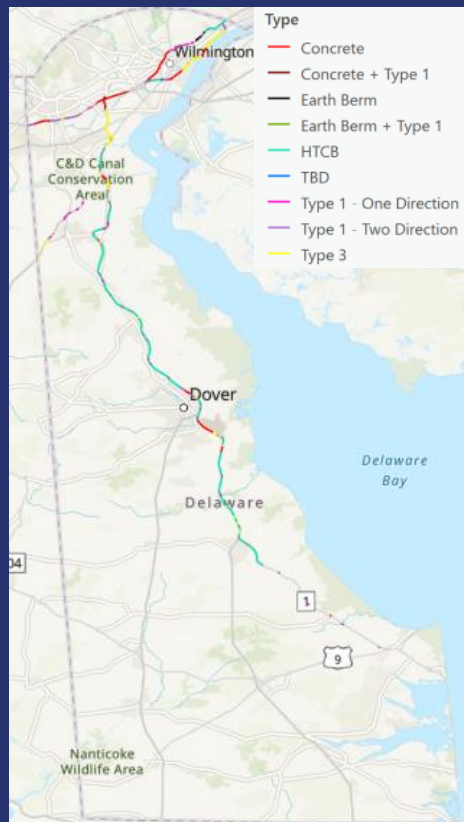 Type
Concrete
Concrete + Type 1
Earth Berm
Earth Berm + Type 1
HTCB
TBD
Type 1 - One Direction
Type 1 - Two Direction
Type 3
Wilmington
C&D Canal
Conservation
Area
Dover
Delaware
Bay
Delaware
04
1
9
Nanticoke
Wildlife Area